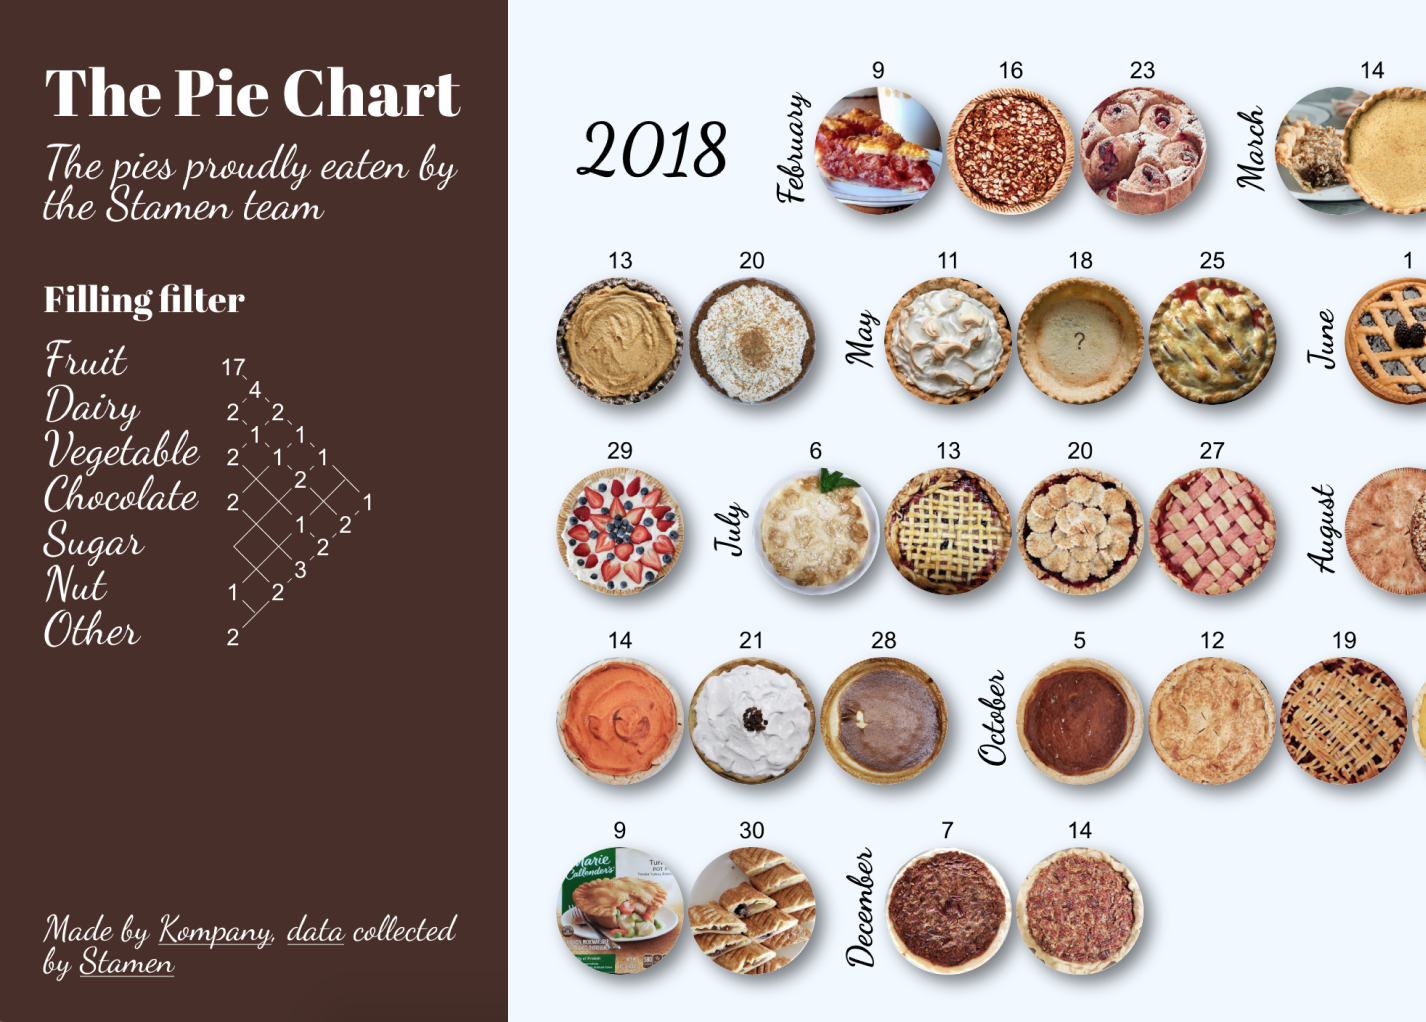 The Pie Chart
The pies proudly eaten by
the Stamen team
Filling filter
Fruit 17
4
Dairy 2 2
1 1
Vegetable 2 1 1
2
Chocolate 2 1
1 2
Sugar 2
3
Nut 1 2
Other 2
Made by Kompany, data collected
by Stamen
2018
February 9 16 23
March 14
13 20
May 11 18 25
?
June 1
29
July 6 13 20 27
August
14 21 28
October 5 12 19
9 30
Marie
Callender's
December 7 14